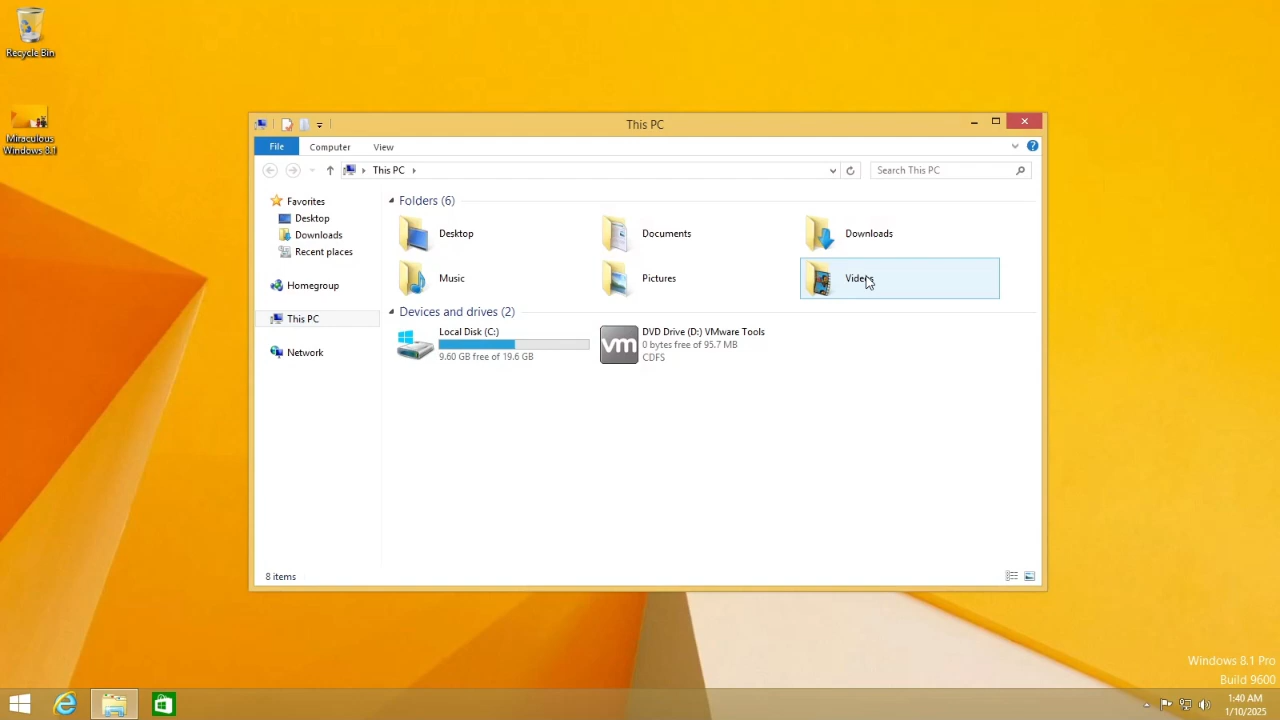 Recycle Bin
Miraculous
Windows 8.1
This PC
File
Computer
View
This PC
Search This PC
Favorites
Desktop
Downloads
Recent places
Homegroup
This PC
Network
Folders (6)
Desktop
Documents
Downloads
Music
Pictures
Videos
Devices and drives (2)
Local Disk (C:)
9.60 GB free of 19.6 GB
vm
DVD Drive (D:) VMware Tools
0 bytes free of 95.7 MB
CDFS
8 items
Windows 8.1 Pro
Build 9600
1:40 AM
1/10/2025